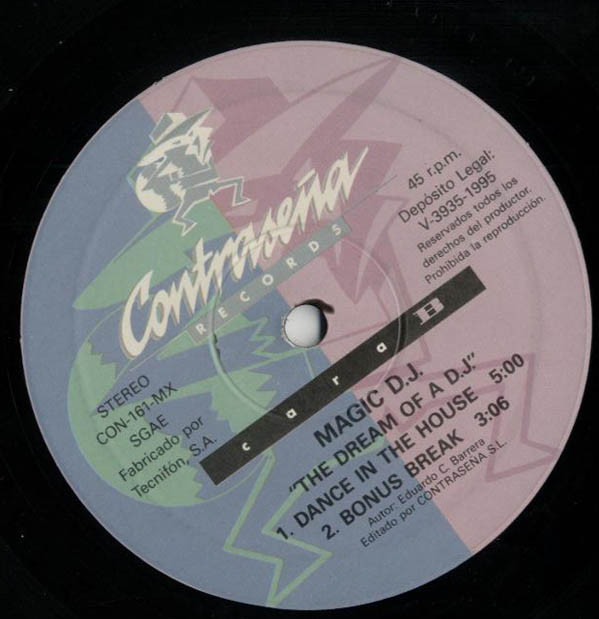 Contraseña
RECORDS
45 r.p.m.
Depósito Legal:
V-3935-1995
Reservados todos los
derechos del productor.
Prohibida la reproducción.
STEREO
CON-161-MX
SGAE
Fabricado por
Tecnifón, S.A.
cara B
MAGIC D.J.
"THE DREAM OF A D.J."
1. DANCE IN THE HOUSE 5:00
2. BONUS BREAK 3:06
Autor: Eduardo C. Barrera
Editado por CONTRASEÑA S.L.